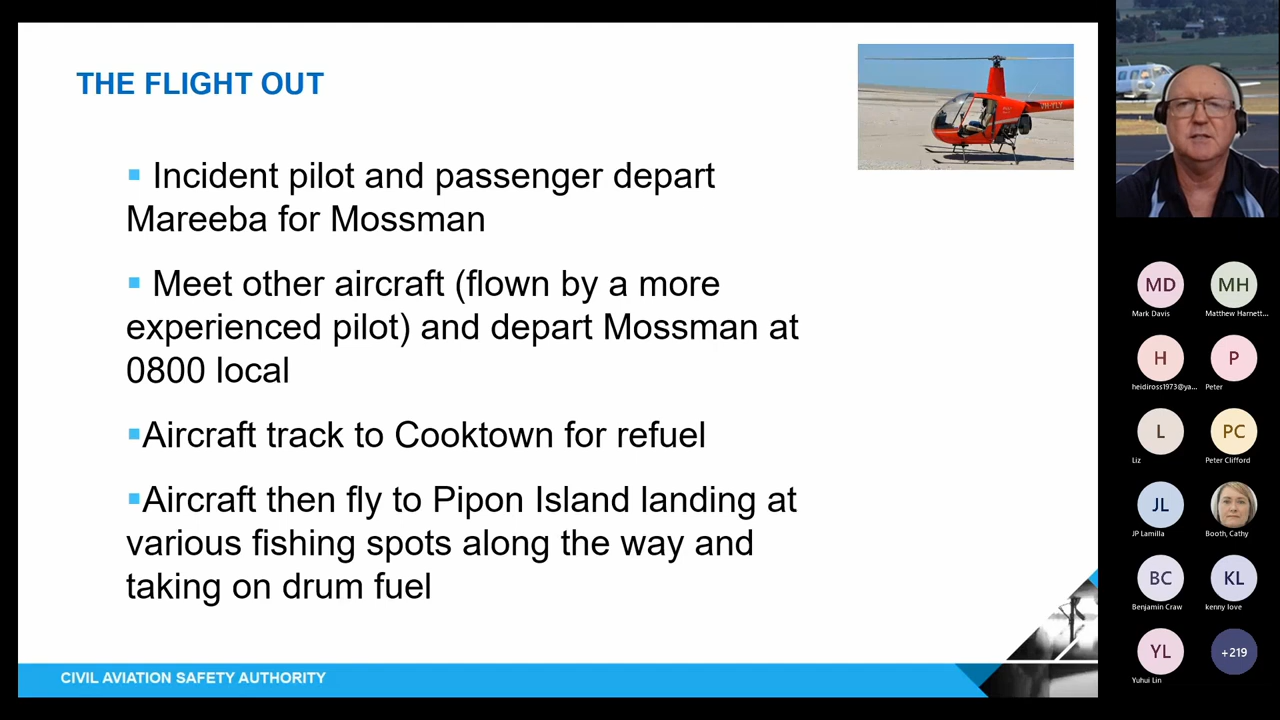 THE FLIGHT OUT
▪ Incident pilot and passenger depart
Mareeba for Mossman
▪ Meet other aircraft (flown by a more
experienced pilot) and depart Mossman at
0800 local
▪Aircraft track to Cooktown for refuel
▪Aircraft then fly to Pipon Island landing at
various fishing spots along the way and
taking on drum fuel
CIVIL AVIATION SAFETY AUTHORITY
MD
MH
Mark Davis
Matthew Harnett...
H
P
heidiross1973@ya...
Peter
L
PC
Liz
Peter Clifford
JL
JP Lamilla
Booth, Cathy
BC
KL
Benjamin Craw
kenny love
YL
+219
Yuhui Lin